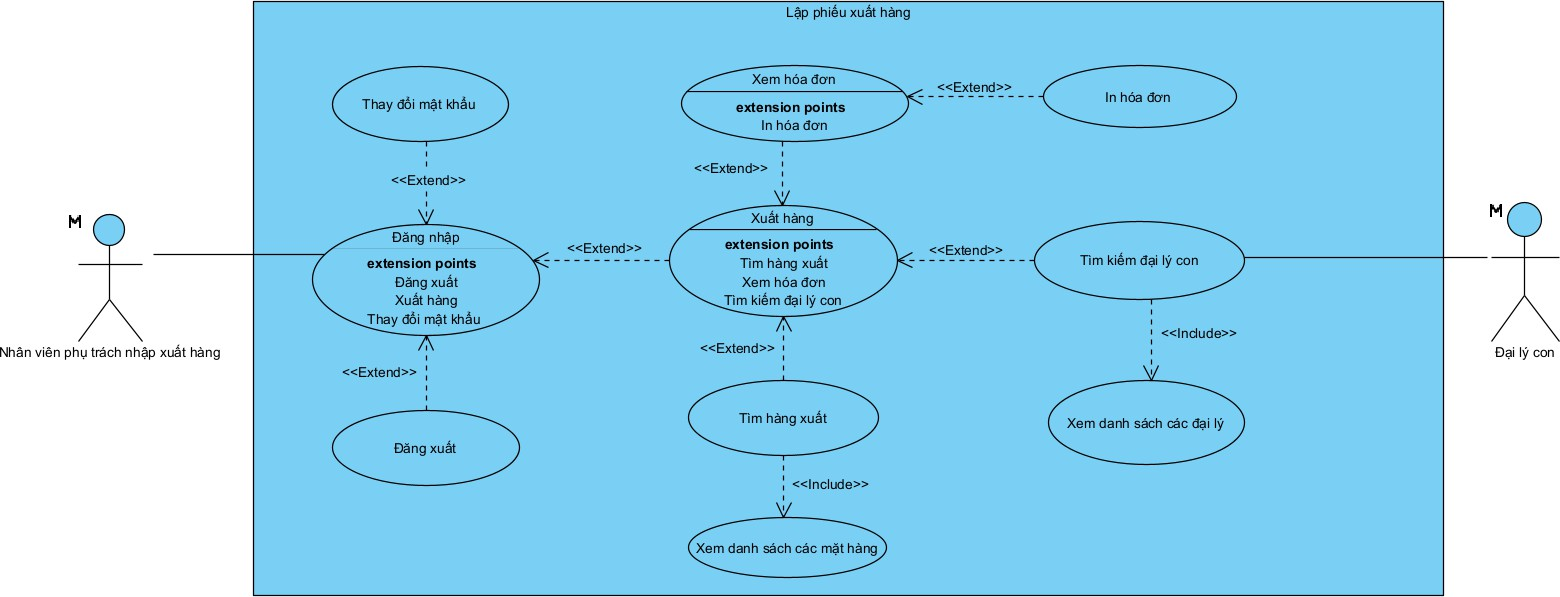 Lập phiếu xuất hàng
Thay đổi mật khẩu
<<Extend>>
Đăng nhập
extension points
Đăng xuất
Xuất hàng
Thay đổi mật khẩu
<<Extend>>
Đăng xuất
<<Extend>>
Xem hóa đơn
extension points
In hóa đơn
<<Extend>>
In hóa đơn
<<Extend>>
Xuất hàng
extension points
Tìm hàng xuất
Xem hóa đơn
Tìm kiếm đại lý con
<<Extend>>
Tìm kiếm đại lý con
<<Extend>>
Tìm hàng xuất
<<Include>>
Xem danh sách các mặt hàng
<<Include>>
Xem danh sách các đại lý
M
Nhân viên phụ trách nhập xuất hàng
M
Đại lý con